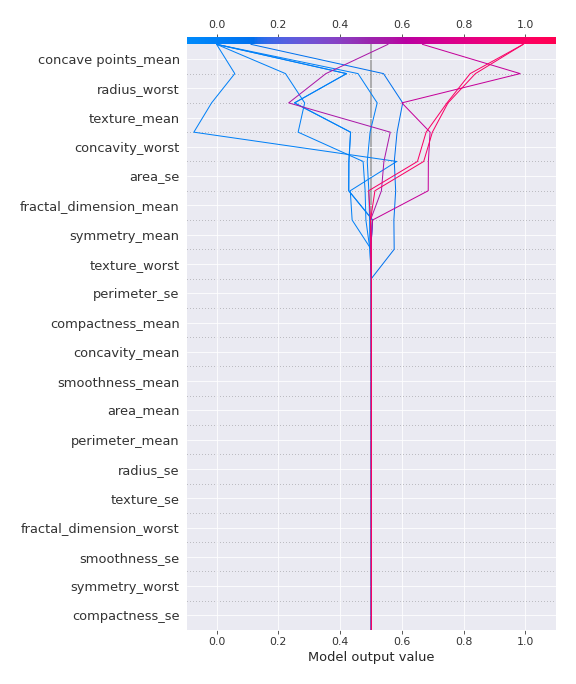 0.0 0.2 0.4 0.6 0.8 1.0
concave points_mean
radius_worst
texture_mean
concavity_worst
area_se
fractal_dimension_mean
symmetry_mean
texture_worst
perimeter_se
compactness_mean
concavity_mean
smoothness_mean
area_mean
perimeter_mean
radius_se
texture_se
fractal_dimension_worst
smoothness_se
symmetry_worst
compactness_se
0.0 0.2 0.4 0.6 0.8 1.0
Model output value